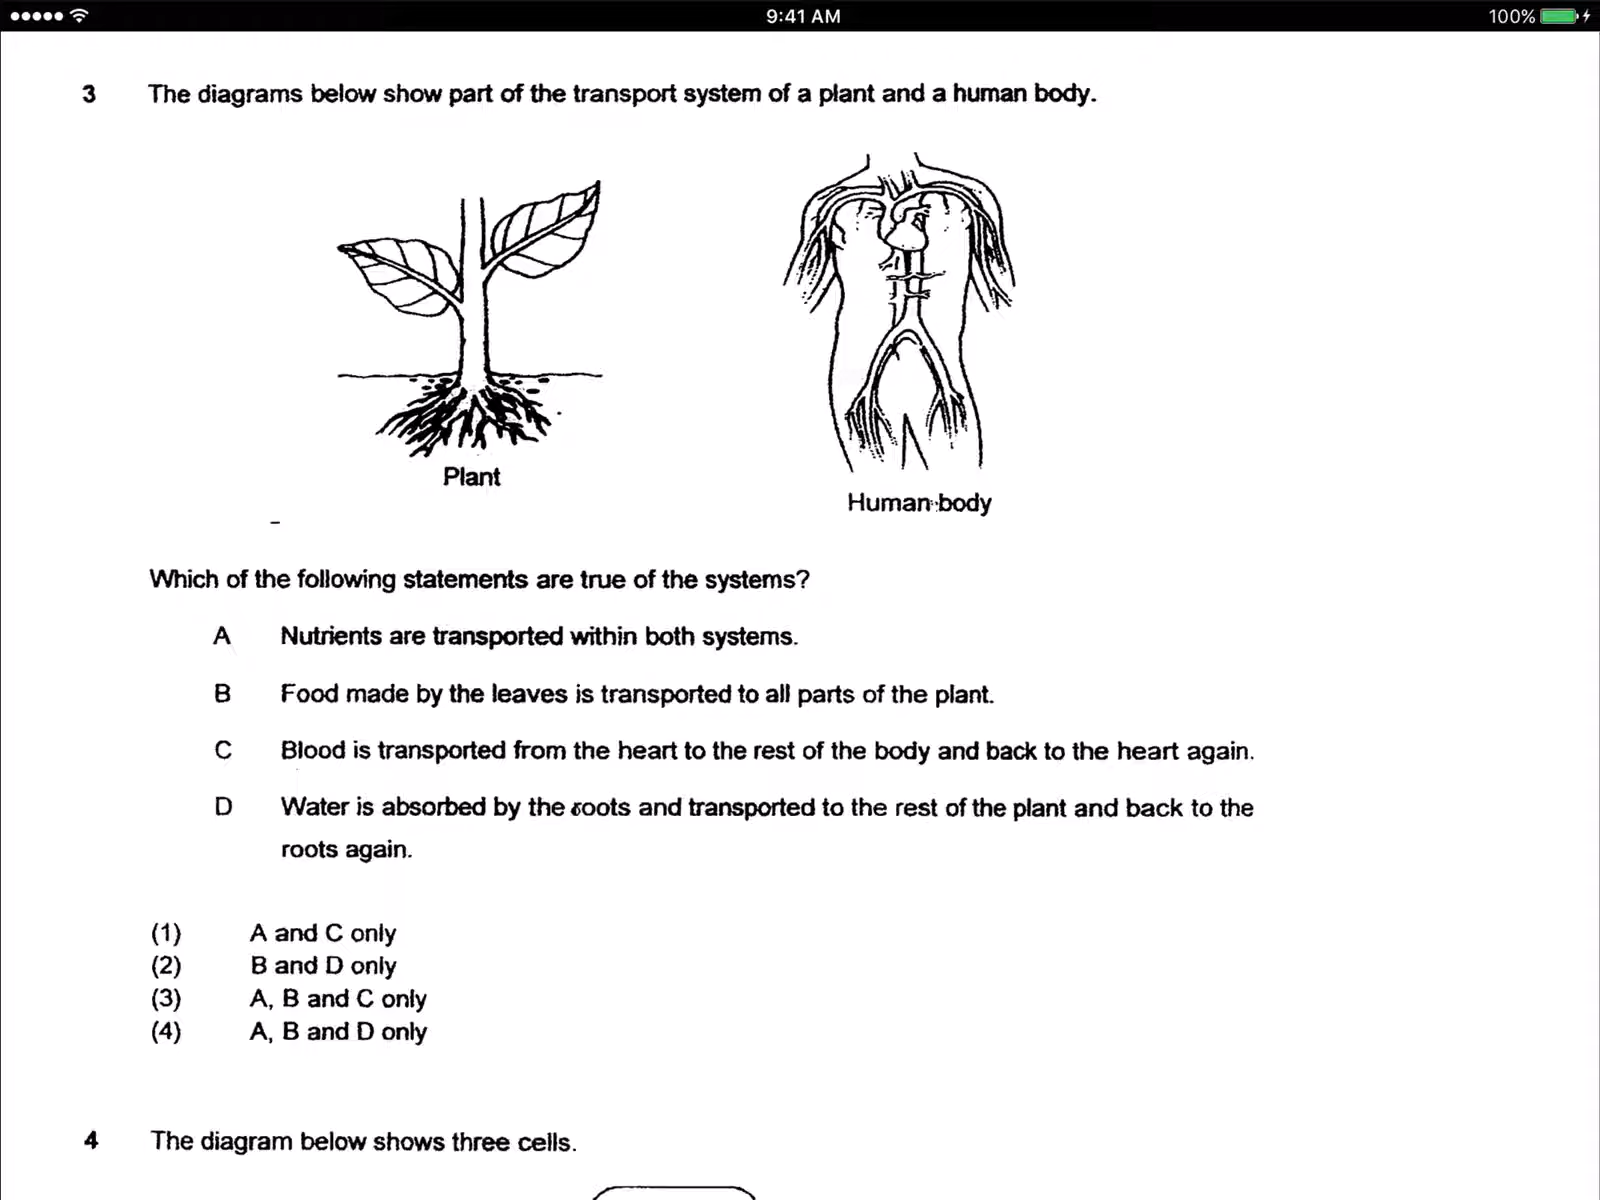 9:41 AM
100%
3 The diagrams below show part of the transport system of a plant and a human body.
Plant
Human body
Which of the following statements are true of the systems?
A Nutrients are transported within both systems.
B Food made by the leaves is transported to all parts of the plant.
C Blood is transported from the heart to the rest of the body and back to the heart again.
D Water is absorbed by the roots and transported to the rest of the plant and back to the
roots again.
(1) A and C only
(2) B and D only
(3) A, B and C only
(4) A, B and D only
4 The diagram below shows three cells.